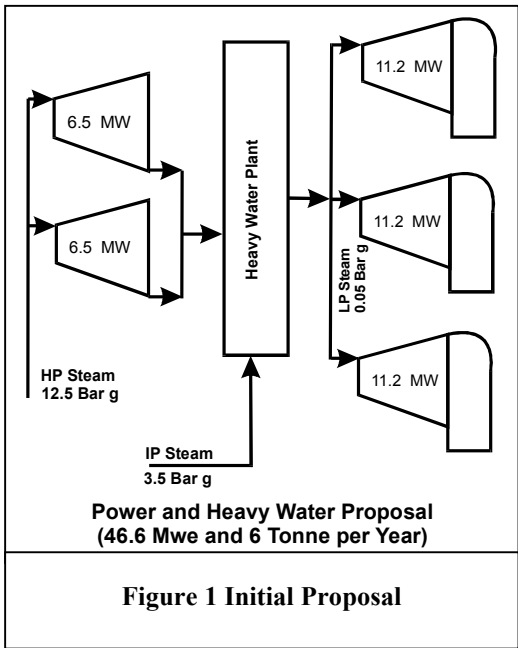 11.2 MW
6.5 MW
6.5 MW
Heavy Water Plant
11.2 MW
LP Steam
0.05 Bar g
11.2 MW
HP Steam
12.5 Bar g
IP Steam
3.5 Bar g
Power and Heavy Water Proposal
(46.6 Mwe and 6 Tonne per Year)
Figure 1 Initial Proposal